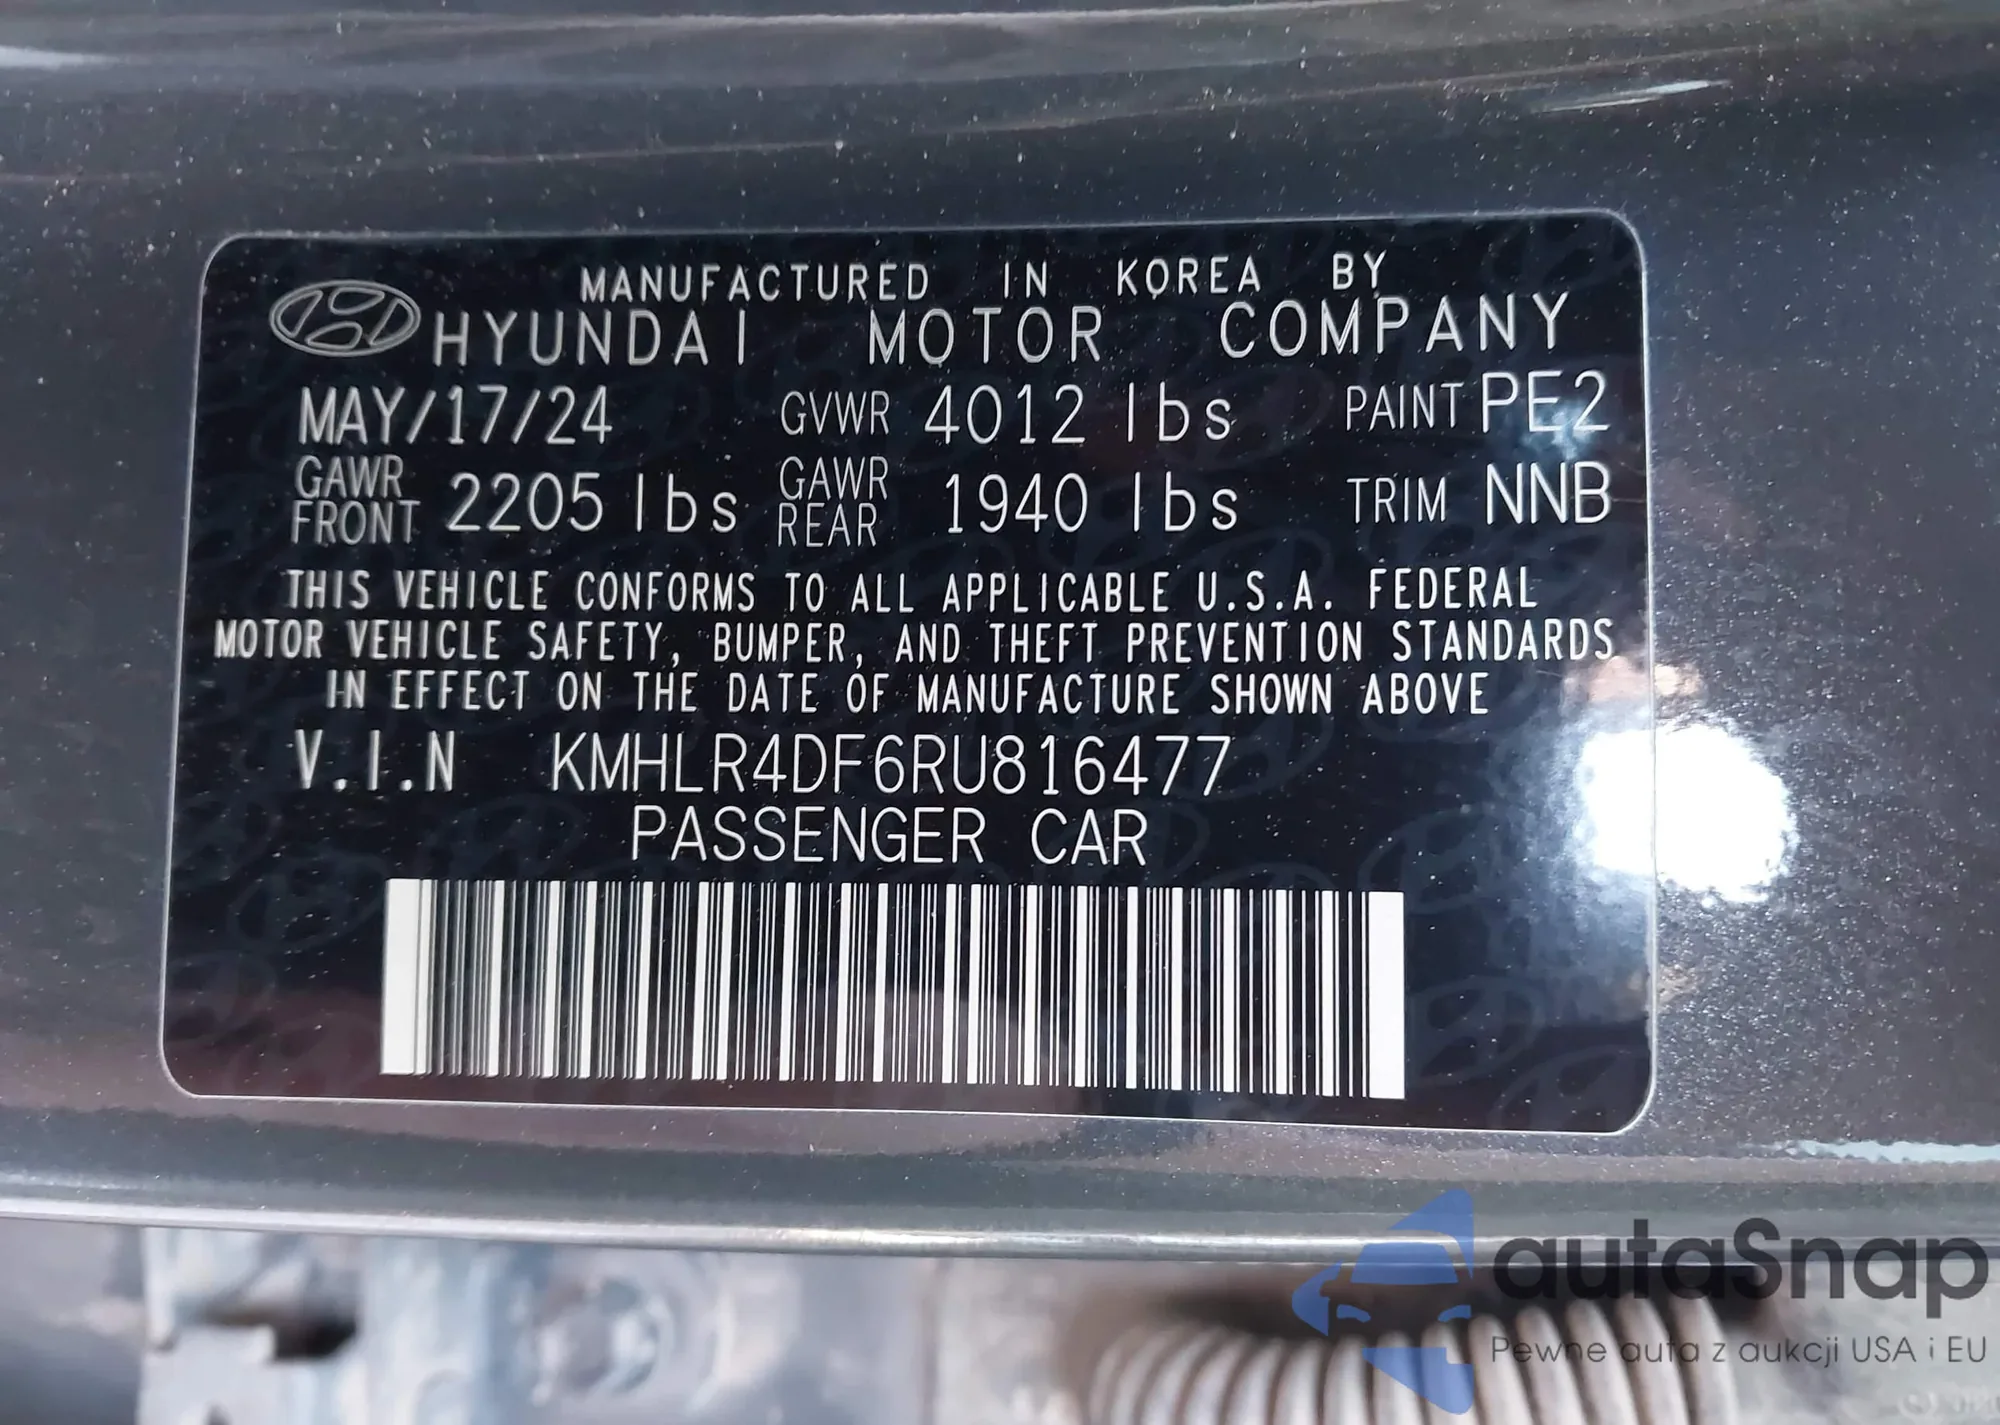 MANUFACTURED IN KOREA BY
HYUNDAI MOTOR COMPANY
MAY/17/24 GVWR 4012 lbs PAINT PE2
GAWR FRONT 2205 lbs GAWR REAR 1940 lbs TRIM NNB
THIS VEHICLE CONFORMS TO ALL APPLICABLE U.S.A. FEDERAL
MOTOR VEHICLE SAFETY, BUMPER, AND THEFT PREVENTION STANDARDS
IN EFFECT ON THE DATE OF MANUFACTURE SHOWN ABOVE
V.I.N KMHLR4DF6RU816477
PASSENGER CAR
autaSnap
Pewne auta z aukcji USA i EU